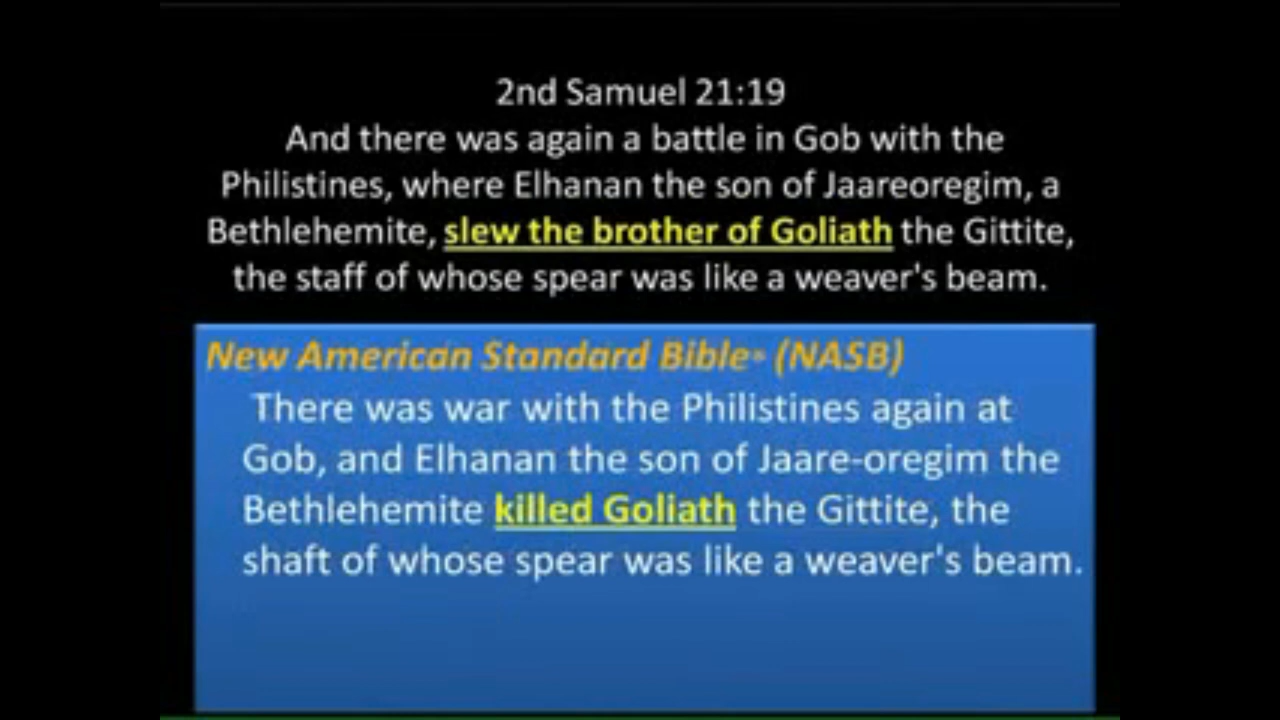 2nd Samuel 21:19
And there was again a battle in Gob with the
Philistines, where Elhanan the son of Jaareoregim, a
Bethlehemite, slew the brother of Goliath the Gittite,
the staff of whose spear was like a weaver's beam.
New American Standard Bible® (NASB)
There was war with the Philistines again at
Gob, and Elhanan the son of Jaare-oregim the
Bethlehemite killed Goliath the Gittite, the
shaft of whose spear was like a weaver's beam.